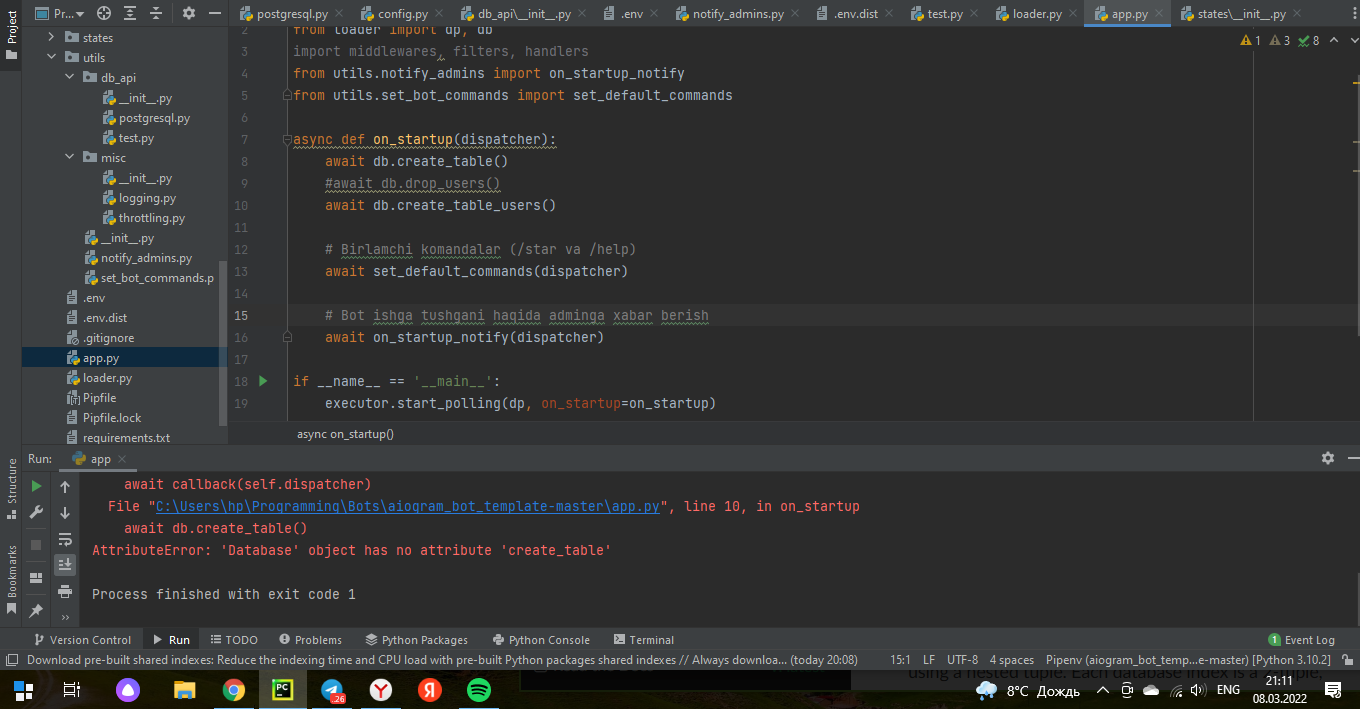 Project
Pr...
postgresql.py
config.py
db_api\__init__.py
.env
notify_admins.py
.env.dist
test.py
loader.py
app.py
states\__init__.py
states
utils
db_api
__init__.py
postgresql.py
test.py
misc
__init__.py
logging.py
throttling.py
__init__.py
notify_admins.py
set_bot_commands.p
.env
.env.dist
.gitignore
app.py
loader.py
Pipfile
Pipfile.lock
requirements.txt
1 3 8
2 from loader import dp, db
3 import middlewares, filters, handlers
4 from utils.notify_admins import on_startup_notify
5 from utils.set_bot_commands import set_default_commands
6
7 async def on_startup(dispatcher):
8 await db.create_table()
9 #await db.drop_users()
10 await db.create_table_users()
11
12 # Birlamchi komandalar (/star va /help)
13 await set_default_commands(dispatcher)
14
15 # Bot ishga tushgani haqida adminga xabar berish
16 await on_startup_notify(dispatcher)
17
18 if __name__ == '__main__':
19 executor.start_polling(dp, on_startup=on_startup)
async on_startup()
Run: app
Structure
Bookmarks
await callback(self.dispatcher)
File "C:\Users\hp\Programming\Bots\aiogram_bot_template-master\app.py", line 10, in on_startup
await db.create_table()
AttributeError: 'Database' object has no attribute 'create_table'
Process finished with exit code 1
Version Control Run TODO Problems Python Packages Python Console Terminal 1 Event Log
Download pre-built shared indexes: Reduce the indexing time and CPU load with pre-built Python packages shared indexes // Always downloa... (today 20:08) 15:1 LF UTF-8 4 spaces Pipenv (aiogram_bot_temp...e-master) [Python 3.10.2]
using a nested tuple. Each database index is a
PC
26
Y
Я
8°C Дождь
ENG
21:11
08.03.2022